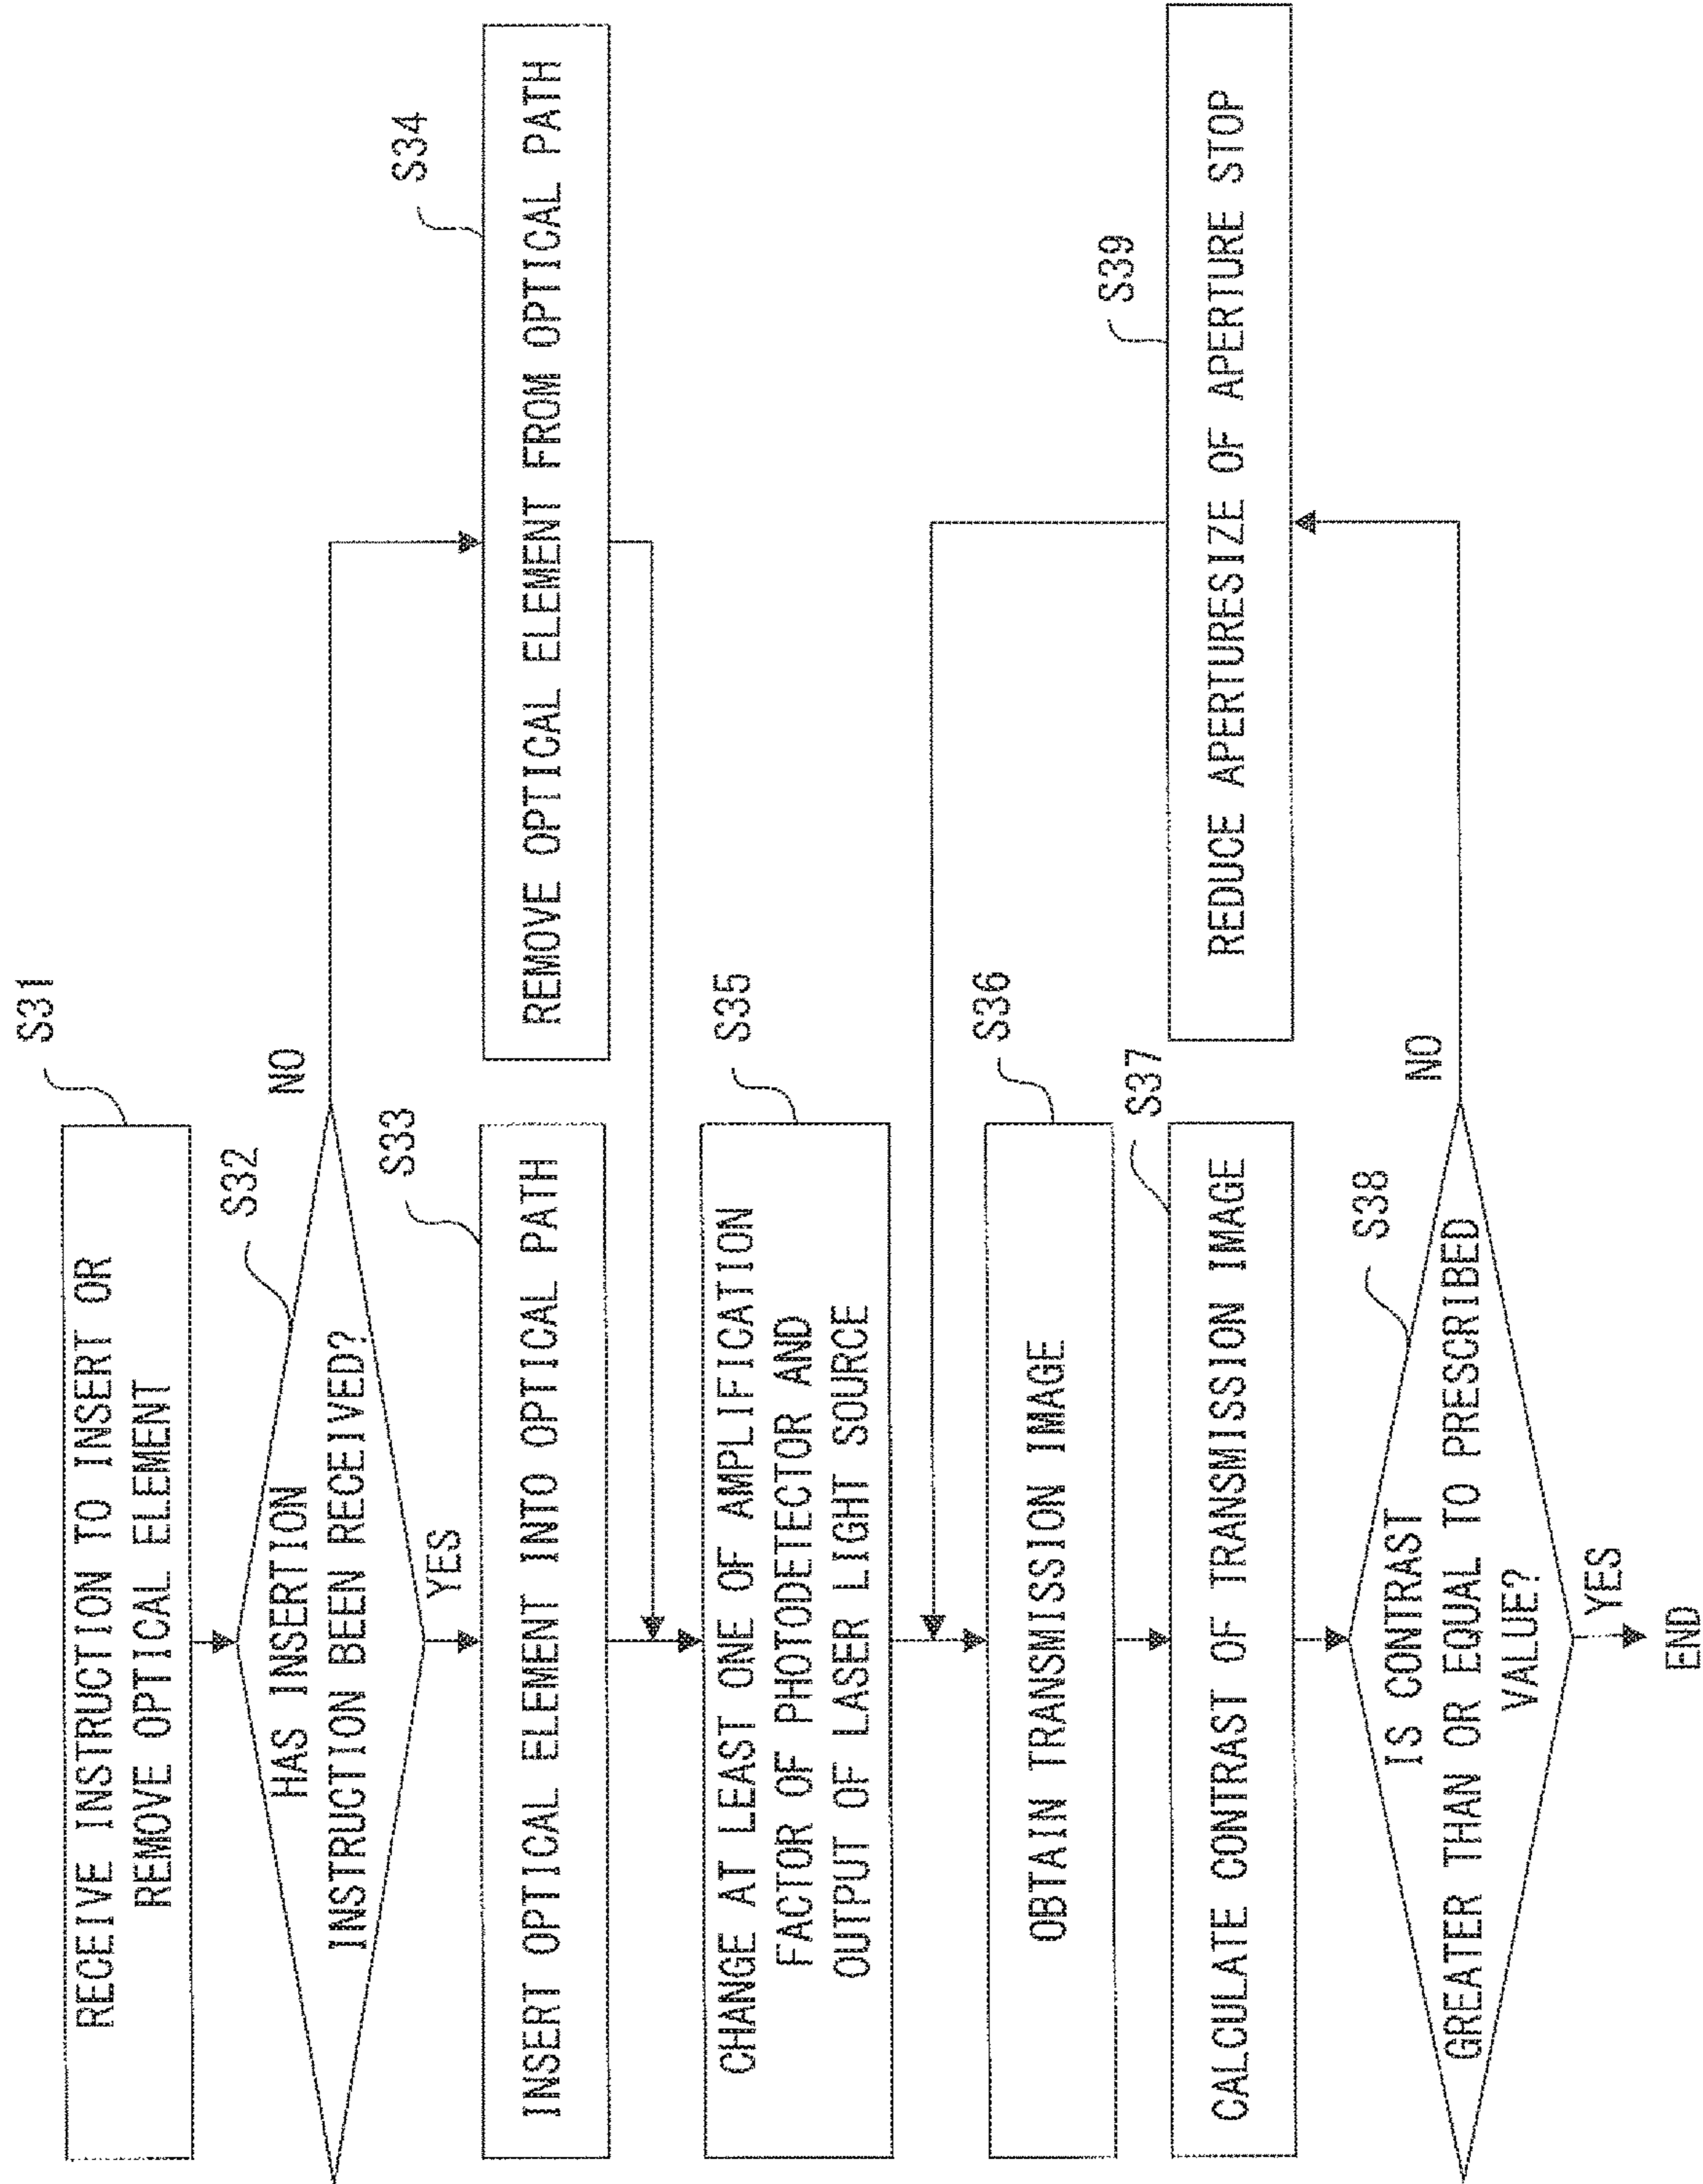 S31
RECEIVE INSTRUCTION TO INSERT OR
REMOVE OPTICAL ELEMENT
S32
HAS INSERTION
INSTRUCTION BEEN RECEIVED?
NO
YES
S33
INSERT OPTICAL ELEMENT INTO OPTICAL PATH
S34
REMOVE OPTICAL ELEMENT FROM OPTICAL PATH
S35
CHANGE AT LEAST ONE OF AMPLIFICATION
FACTOR OF PHOTODETECTOR AND
OUTPUT OF LASER LIGHT SOURCE
S36
OBTAIN TRANSMISSION IMAGE
S37
CALCULATE CONTRAST OF TRANSMISSION IMAGE
S38
IS CONTRAST
GREATER THAN OR EQUAL TO PRESCRIBED
VALUE?
NO
S39
REDUCE APERTURESIZE OF APERTURE STOP
YES
END